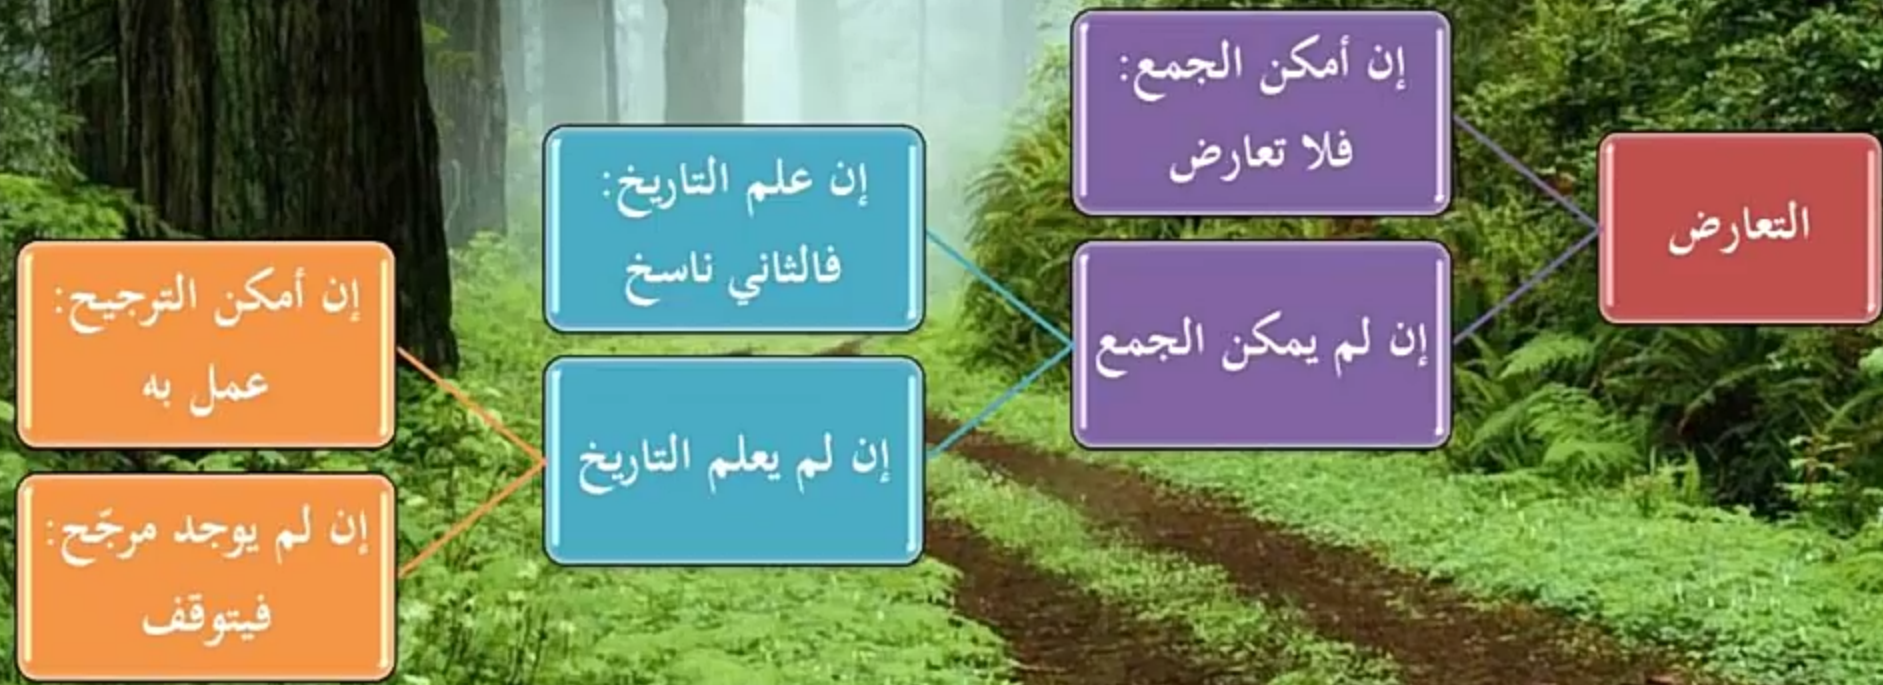 التعارض
إن أمكن الجمع:
فلا تعارض
إن لم يمكن الجمع
إن علم التاريخ:
فالثاني ناسخ
إن لم يعلم التاريخ
إن أمكن الترجيح:
عمل به
إن لم يوجد مرجّح:
فيتوقف